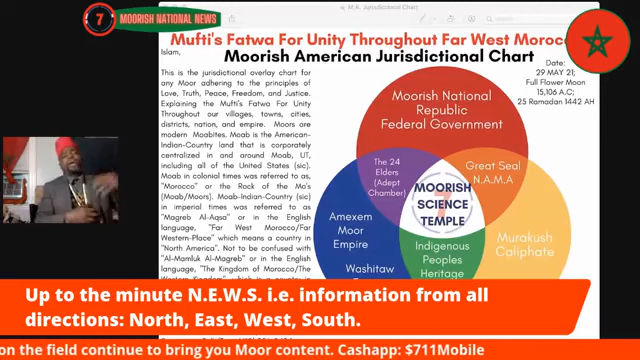 7
MOORISH NATIONAL NEWS
M.A. Jurisdictional Chart
Search
Mufti's Fatwa For Unity Throughout Far West Moroc
Moorish American Jurisdictional Chart
Islam,
Date:
29 MAY 21;
Full Flower Moon
15,106 A.C;
25 Ramadan 1442 AH
This is the jurisdictional overlay chart for
any Moor adhering to the principles of
Love, Truth, Peace, Freedom, and Justice.
Explaining the Mufti's Fatwa For Unity
Throughout our villages, towns, cities,
districts, nation, and empire. Moors are
modern Moabites. Moab is the American-
Indian-Country land that is corporately
centralized in and around Moab, UT,
including all of the United States (sic).
Moab in colonial times was referred to as,
"Morocco" or the Rock of the Mo's
(Moab/Moors). Moab-Indian-Country (sic)
in imperial times was referred to as
"Magreb Al-Aqsa" or in the English
language, "Far West Morocco/Far
Western-Place" which means a country in
"North America". Not to be confused with
"Al-Mamluk Al-Magreb" or in the English
language, "The Kingdom of Morocco/The
Moorish National
Republic
Federal Government
The 24
Elders
(Adept
Chamber)
Great Seal
N.A.M.A
7
MOORISH
SCIENCE
TEMPLE
Amexem
Moor
Empire
Washitaw
Murakush
Caliphate
Indigenous
Peoples
Heritage
Up to the minute N.E.W.S. i.e. information from all
directions: North, East, West, South.
on the field continue to bring you Moor content. Cashapp: $711Mobile